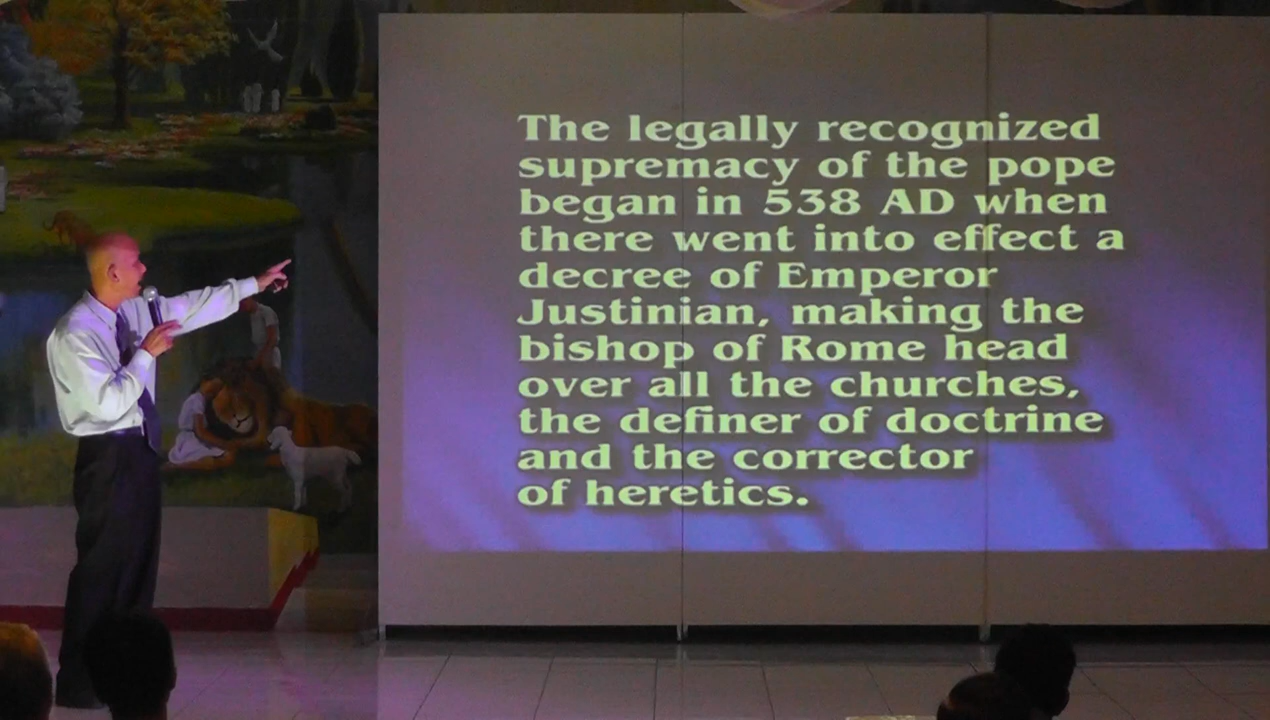 The legally recognized
supremacy of the pope
began in 538 AD when
there went into effect a
decree of Emperor
Justinian, making the
bishop of Rome head
over all the churches,
the definer of doctrine
and the corrector
of heretics.